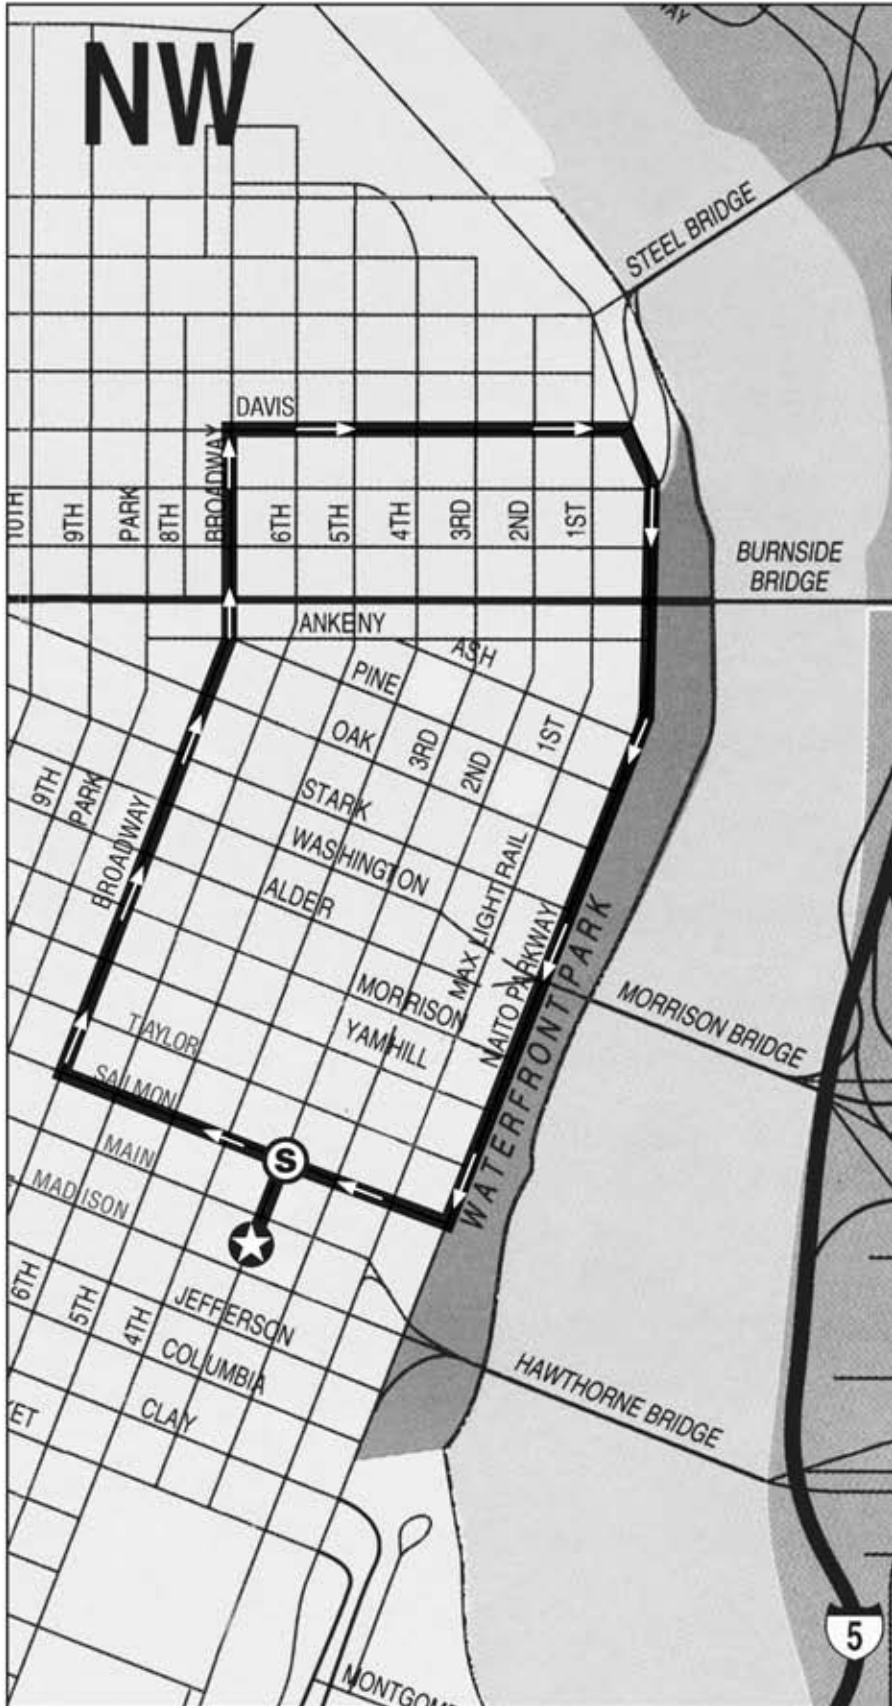 NW
STEEL BRIDGE
DAVIS
10TH
9TH
PARK
8TH
BROADWAY
6TH
5TH
4TH
3RD
2ND
1ST
BURNSIDE
BRIDGE
ANKENY
ASH
PINE
OAK
3RD
2ND
1ST
9TH
PARK
BROADWAY
STARK
WASHINGTON
ALDER
MAX LIGHT RAIL
NAITO PARKWAY
WATERFRONT PARK
MORRISON
YAMHILL
MORRISON BRIDGE
TAYLOR
SALMON
S
MAIN
MADISON
6TH
5TH
4TH
JEFFERSON
COLUMBIA
CLAY
HAWTHORNE BRIDGE
KET
5
MONTGOM